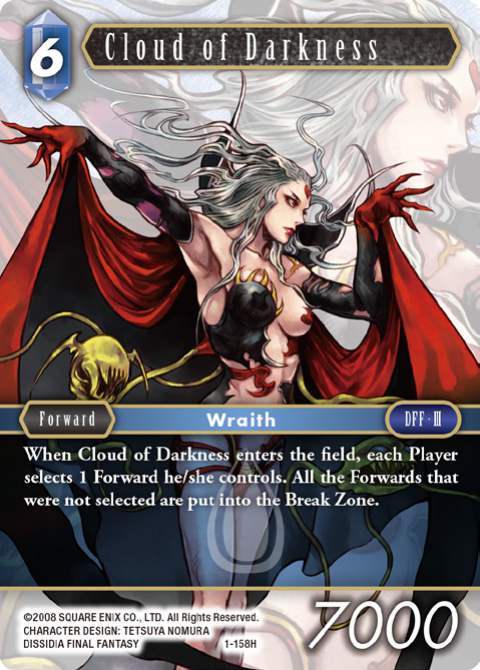 6
Cloud of Darkness
Forward
Wraith
DFF · III
When Cloud of Darkness enters the field, each Player
selects 1 Forward he/she controls. All the Forwards that
were not selected are put into the Break Zone.
©2008 SQUARE ENIX CO., LTD. All Rights Reserved.
CHARACTER DESIGN: TETSUYA NOMURA
DISSIDIA FINAL FANTASY
1-158H
7000